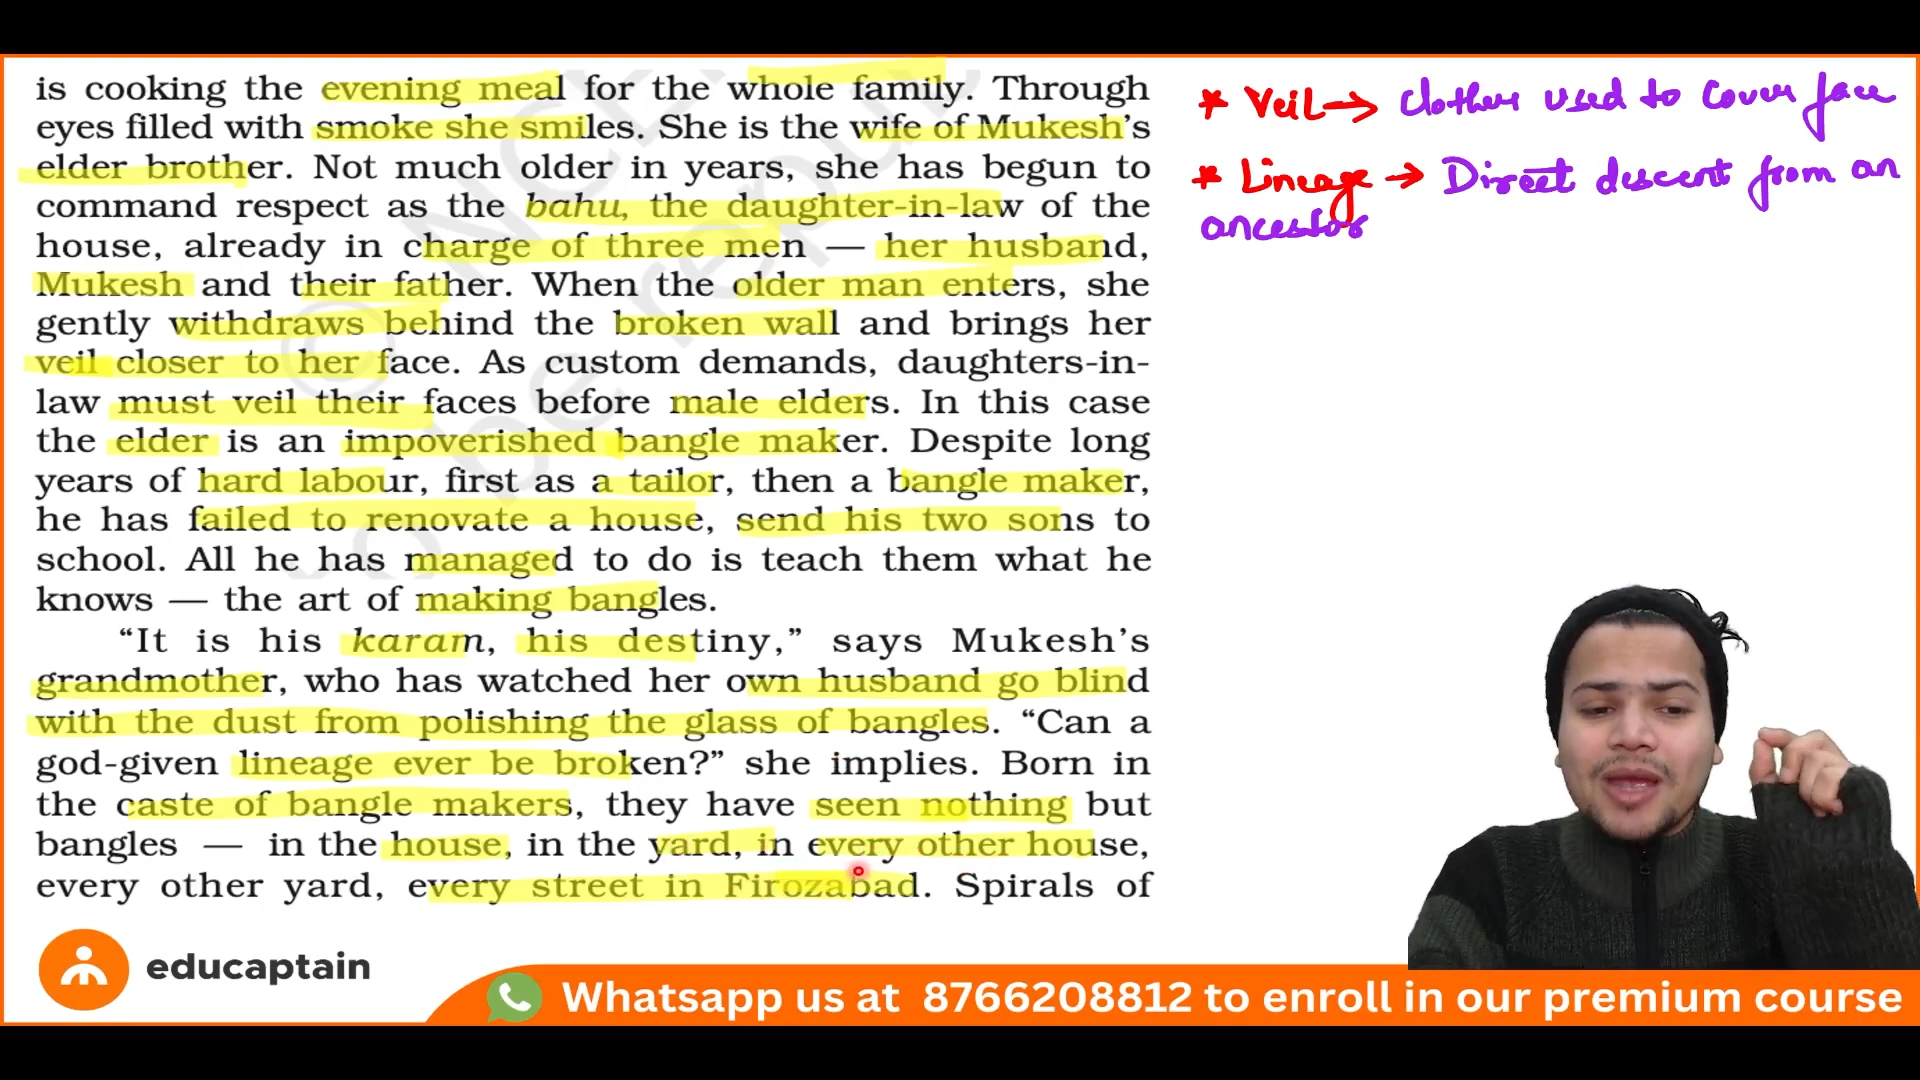 is cooking the evening meal for the whole family. Through
eyes filled with smoke she smiles. She is the wife of Mukesh's
elder brother. Not much older in years, she has begun to
command respect as the bahu, the daughter-in-law of the
house, already in charge of three men — her husband,
Mukesh and their father. When the older man enters, she
gently withdraws behind the broken wall and brings her
veil closer to her face. As custom demands, daughters-in-
law must veil their faces before male elders. In this case
the elder is an impoverished bangle maker. Despite long
years of hard labour, first as a tailor, then a bangle maker,
he has failed to renovate a house, send his two sons to
school. All he has managed to do is teach them what he
knows — the art of making bangles.
“It is his karam, his destiny,” says Mukesh's
grandmother, who has watched her own husband go blind
with the dust from polishing the glass of bangles. “Can a
god-given lineage ever be broken?” she implies. Born in
the caste of bangle makers, they have seen nothing but
bangles — in the house, in the yard, in every other house,
every other yard, every street in Firozabad. Spirals of
* Veil → Clothes used to cover face
* Lineage → Direct descent from an
ancestor
educaptain
Whatsapp us at 8766208812 to enroll in our premium course